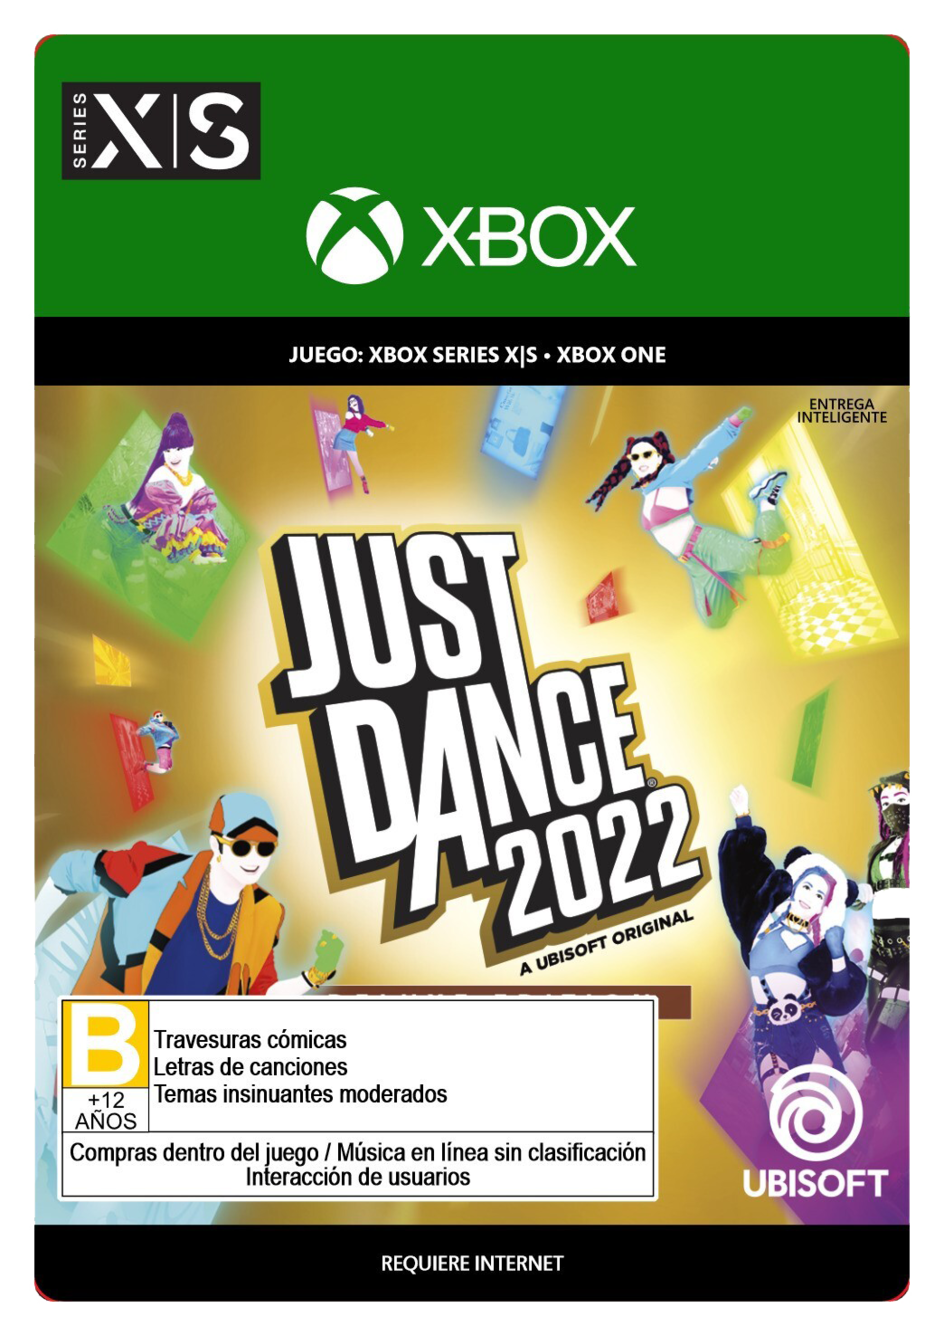 SERIES X|S
XBOX
JUEGO: XBOX SERIES X|S • XBOX ONE
ENTREGA
INTELIGENTE
JUST
DANCE®
2022
A UBISOFT ORIGINAL
B
+12
AÑOS
Travesuras cómicas
Letras de canciones
Temas insinuantes moderados
Compras dentro del juego / Música en línea sin clasificación
Interacción de usuarios
UBISOFT
REQUIERE INTERNET